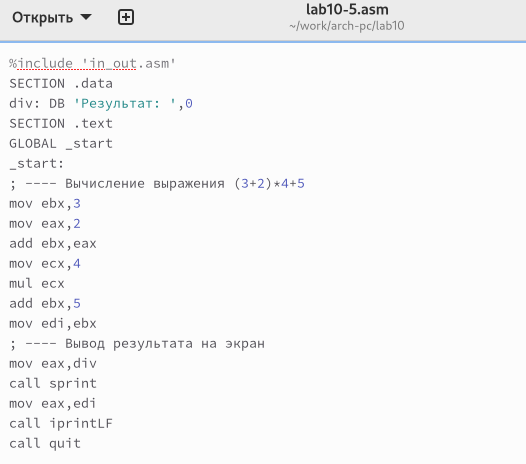 Открыть
lab10-5.asm
~/work/arch-pc/lab10
%include 'in_out.asm'
SECTION .data
div: DB 'Результат: ',0
SECTION .text
GLOBAL _start
_start:
; ---- Вычисление выражения (3+2)*4+5
mov ebx,3
mov eax,2
add ebx,eax
mov ecx,4
mul ecx
add ebx,5
mov edi,ebx
; ---- Вывод результата на экран
mov eax,div
call sprint
mov eax,edi
call iprintLF
call quit